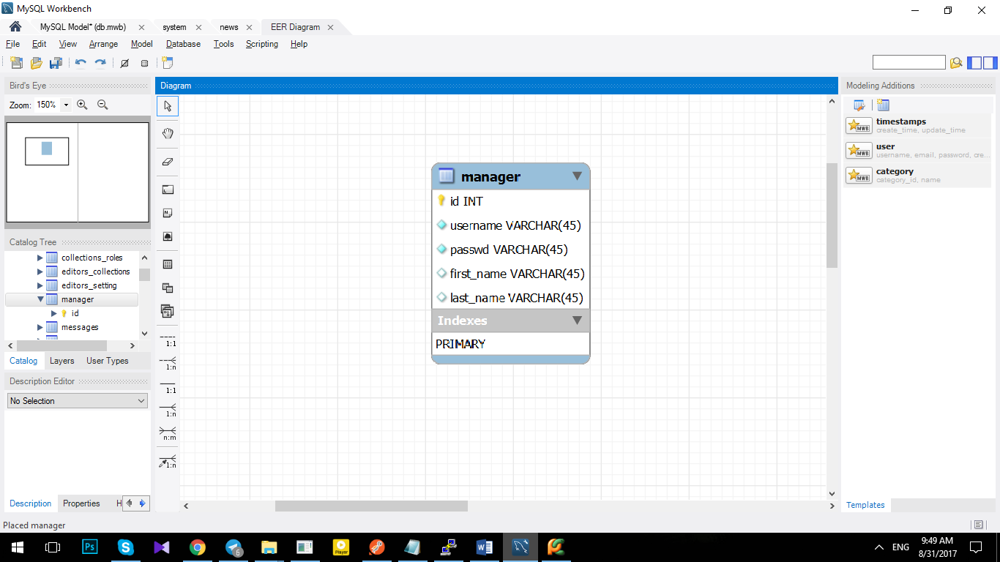 MySQL Workbench
MySQL Model* (db.mwb)
system
news
EER Diagram
File Edit View Arrange Model Database Tools Scripting Help
Bird's Eye
Diagram
Modeling Additions
Zoom: 150%
timestamps
create_time, update_time
user
username, email, password, cre...
category
category_id, name
manager
id INT
username VARCHAR(45)
passwd VARCHAR(45)
first_name VARCHAR(45)
last_name VARCHAR(45)
Indexes
PRIMARY
Catalog Tree
collections_roles
editors_collections
editors_setting
manager
id
messages
Catalog Layers User Types
Description Editor
No Selection
1:1
1:n
1:1
1:n
n:m
1:n
Description Properties H
Templates
Placed manager
Ps
6
Player
ENG
9:49 AM
8/31/2017
MWB
MWB
MWB